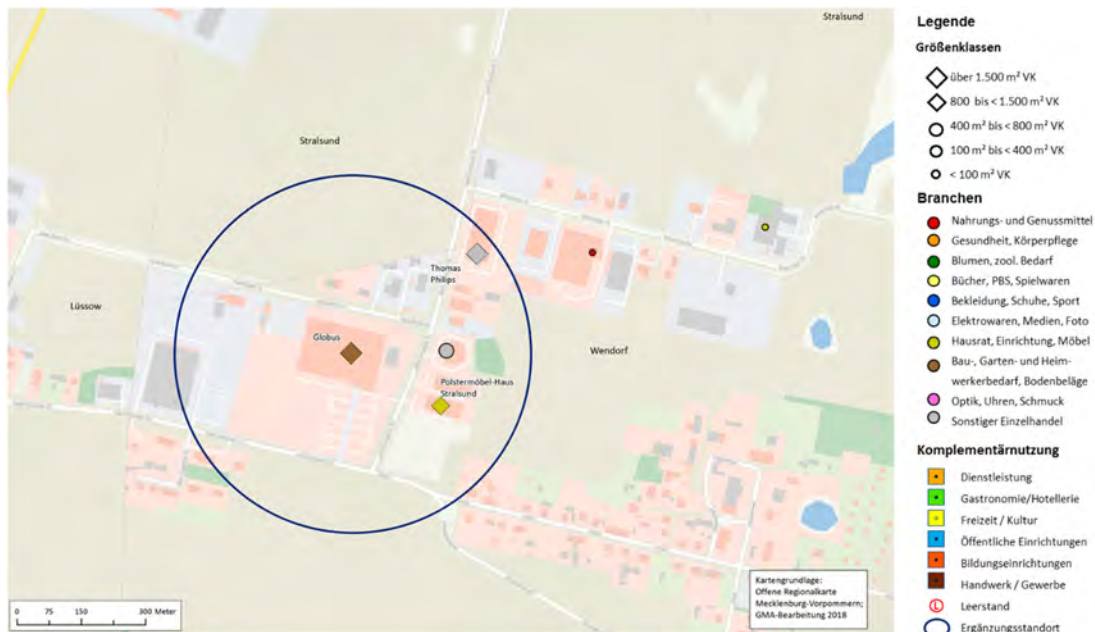 Stralsund
Stralsund
Thomas
Philips
Lüssow
Globus
Wendorf
Polstermöbel-Haus
Stralsund
0 75 150 300 Meter
Kartengrundlage:
Offene Regionalkarte
Mecklenburg-Vorpommern;
GMA-Bearbeitung 2018
Legende
Größenklassen
über 1.500 m² VK
800 bis < 1.500 m² VK
400 m² bis < 800 m² VK
100 m² bis < 400 m² VK
< 100 m² VK
Branchen
Nahrungs- und Genussmittel
Gesundheit, Körperpflege
Blumen, zool. Bedarf
Bücher, PBS, Spielwaren
Bekleidung, Schuhe, Sport
Elektrowaren, Medien, Foto
Hausrat, Einrichtung, Möbel
Bau-, Garten- und Heim-
werkerbedarf, Bodenbeläge
Optik, Uhren, Schmuck
Sonstiger Einzelhandel
Komplementärnutzung
Dienstleistung
Gastronomie/Hotellerie
Freizeit / Kultur
Öffentliche Einrichtungen
Bildungseinrichtungen
Handwerk / Gewerbe
L Leerstand
Ergänzungsstandort